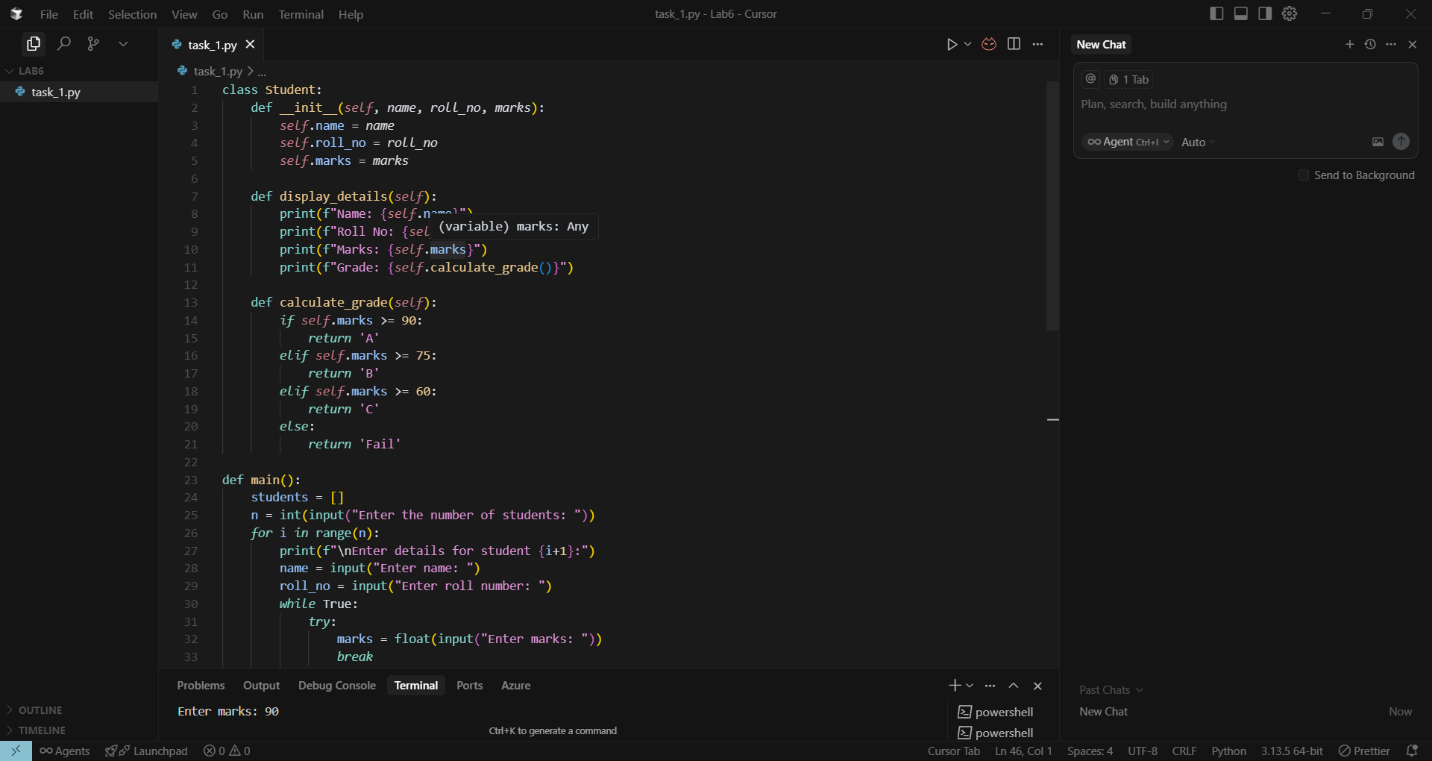 File Edit Selection View Go Run Terminal Help
task_1.py - Lab6 - Cursor
LAB6
task_1.py
task_1.py
task_1.py > ...
1 class Student:
2 def __init__(self, name, roll_no, marks):
3 self.name = name
4 self.roll_no = roll_no
5 self.marks = marks
6
7 def display_details(self):
8 print(f"Name: {self.name}")
9 print(f"Roll No: {sel
(variable) marks: Any
10 print(f"Marks: {self.marks}")
11 print(f"Grade: {self.calculate_grade()}")
12
13 def calculate_grade(self):
14 if self.marks >= 90:
15 return 'A'
16 elif self.marks >= 75:
17 return 'B'
18 elif self.marks >= 60:
19 return 'C'
20 else:
21 return 'Fail'
22
23 def main():
24 students = []
25 n = int(input("Enter the number of students: "))
26 for i in range(n):
27 print(f"\nEnter details for student {i+1}:")
28 name = input("Enter name: ")
29 roll_no = input("Enter roll number: ")
30 while True:
31 try:
32 marks = float(input("Enter marks: "))
33 break
New Chat
@ 1 Tab
Plan, search, build anything
Agent Ctrl+I Auto
Send to Background
Past Chats
New Chat Now
Problems Output Debug Console Terminal Ports Azure
Enter marks: 90
Ctrl+K to generate a command
powershell
powershell
OUTLINE
TIMELINE
Agents Launchpad 0 0 Cursor Tab Ln 46, Col 1 Spaces: 4 UTF-8 CRLF Python 3.13.5 64-bit Prettier